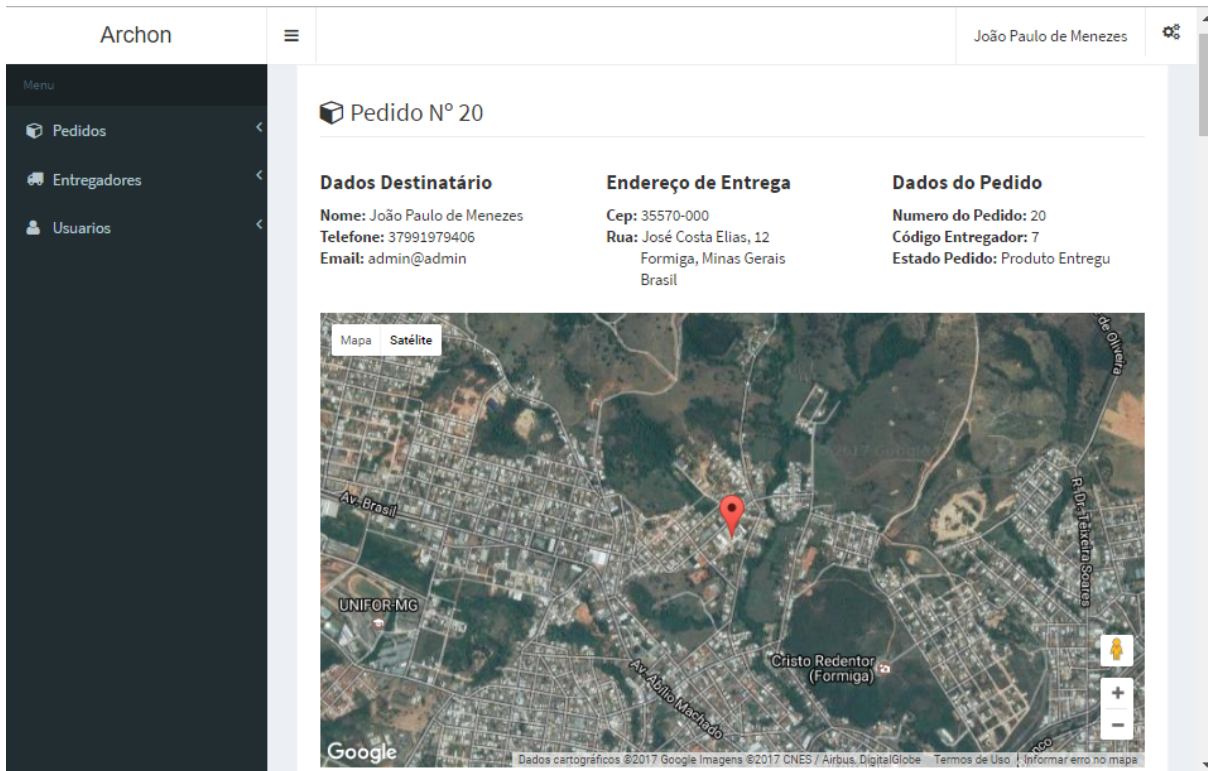 Archon
João Paulo de Menezes
Menu
Pedidos
Entregadores
Usuarios
Pedido Nº 20
Dados Destinatário
Nome: João Paulo de Menezes
Telefone: 37991979406
Email: admin@admin
Endereço de Entrega
Cep: 35570-000
Rua: José Costa Elias, 12
Formiga, Minas Gerais
Brasil
Dados do Pedido
Numero do Pedido: 20
Código Entregador: 7
Estado Pedido: Produto Entregu
Mapa Satélite
de Oliveira
©2017 Google
Av. Brasil
R. Dr. Teixeira Soares
UNIFOR-MG
Cristo Redentor
(Formiga)
Av. Abílio Machado
Google
Dados cartográficos ©2017 Google Imagens ©2017 CNES / Airbus, DigitalGlobe Termos de Uso Informar erro no mapa